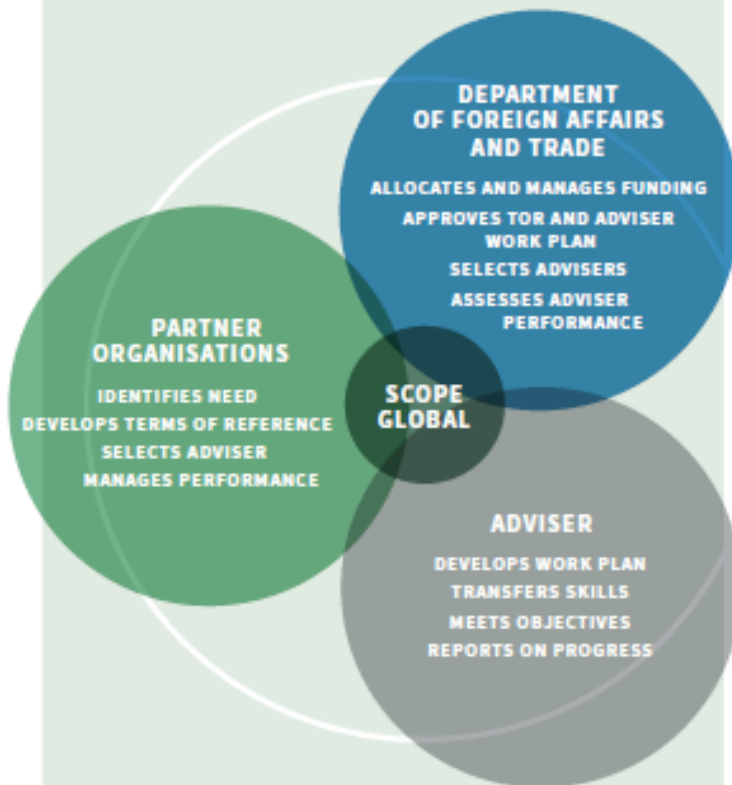 DEPARTMENT
OF FOREIGN AFFAIRS
AND TRADE
ALLOCATES AND MANAGES FUNDING
APPROVES TOR AND ADVISER
WORK PLAN
SELECTS ADVISERS
ASSESSES ADVISER
PERFORMANCE
PARTNER
ORGANISATIONS
IDENTIFIES NEED
DEVELOPS TERMS OF REFERENCE
SELECTS ADVISER
MANAGES PERFORMANCE
SCOPE
GLOBAL
ADVISER
DEVELOPS WORK PLAN
TRANSFERS SKILLS
MEETS OBJECTIVES
REPORTS ON PROGRESS